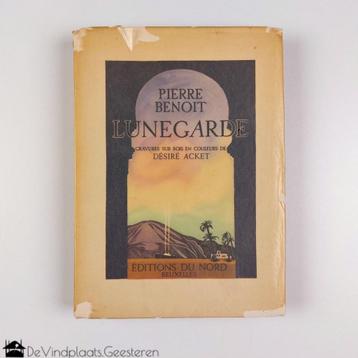 PIERRE
BENOIT
LUNEGARDE
GRAVURES SUR BOIS EN COULEURS DE
DÉSIRÉ ACKET
EDITIONS DU NORD
BRUXELLES
DeVindplaats.Geesteren